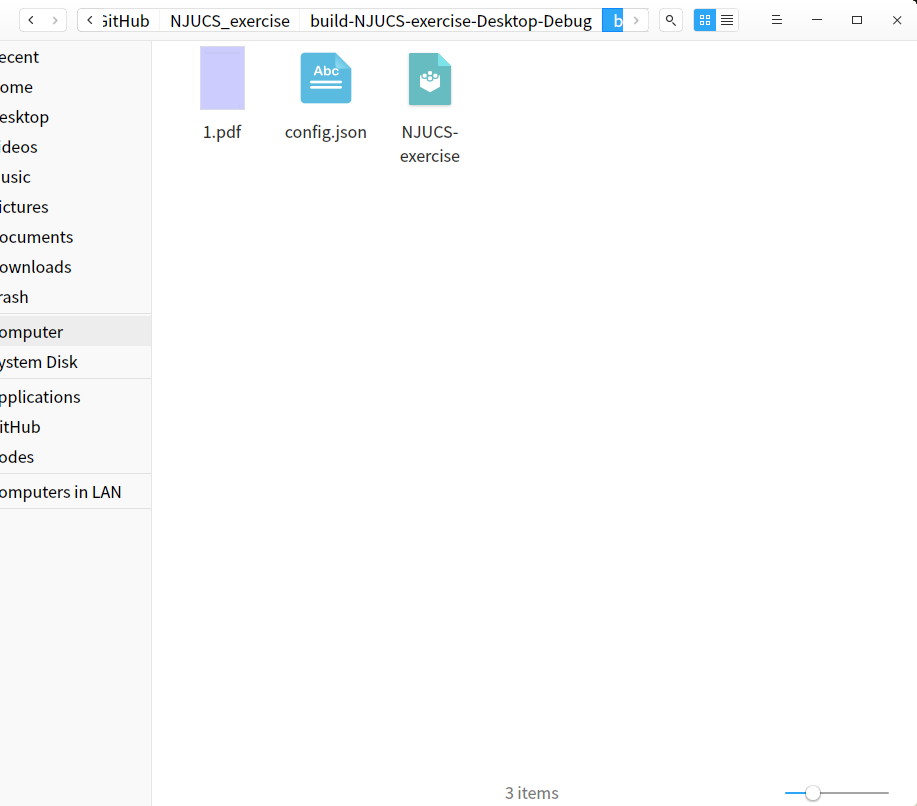 GitHub NJUCS_exercise build-NJUCS-exercise-Desktop-Debug b
ecent
ome
esktop
ideos
usic
ictures
ocuments
ownloads
rash
omputer
ystem Disk
pplications
itHub
odes
omputers in LAN
Abc
1.pdf
config.json
NJUCS-
exercise
3 items